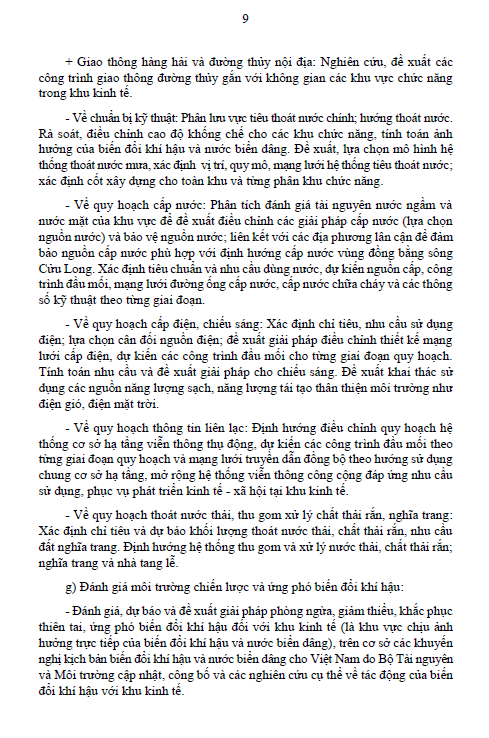 9
+ Giao thông hàng hải và đường thủy nội địa: Nghiên cứu, đề xuất các
công trình giao thông đường thủy gắn với không gian các khu vực chức năng
trong khu kinh tế.
- Về chuẩn bị kỹ thuật: Phân lưu vực tiêu thoát nước chính; hướng thoát nước.
Rà soát, điều chỉnh cao độ khống chế cho các khu chức năng, tính toán ảnh
hưởng của biến đổi khí hậu và nước biển dâng. Đề xuất, lựa chọn mô hình hệ
thống thoát nước mưa, xác định vị trí, quy mô, mạng lưới hệ thống tiêu thoát nước;
xác định cốt xây dựng cho toàn khu và từng phân khu chức năng.
- Về quy hoạch cấp nước: Phân tích đánh giá tài nguyên nước ngầm và
nước mặt của khu vực để đề xuất điều chỉnh các giải pháp cấp nước (lựa chọn
nguồn nước) và bảo vệ nguồn nước; liên kết với các địa phương lân cận để đảm
bảo nguồn cấp nước phù hợp với định hướng cấp nước vùng đồng bằng sông
Cửu Long. Xác định tiêu chuẩn và nhu cầu dùng nước, dự kiến nguồn cấp, công
trình đầu mối, mạng lưới đường ống cấp nước, cấp nước chữa cháy và các thông
số kỹ thuật theo từng giai đoạn.
- Về quy hoạch cấp điện, chiếu sáng: Xác định chỉ tiêu, nhu cầu sử dụng
điện; lựa chọn cân đối nguồn điện; đề xuất giải pháp điều chỉnh thiết kế mạng
lưới cấp điện, dự kiến các công trình đầu mối cho từng giai đoạn quy hoạch.
Tính toán nhu cầu và đề xuất giải pháp cho chiếu sáng. Đề xuất khai thác sử
dụng các nguồn năng lượng sạch, năng lượng tái tạo thân thiện môi trường như
điện gió, điện mặt trời.
- Về quy hoạch thông tin liên lạc: Định hướng điều chỉnh quy hoạch hệ
thống cơ sở hạ tầng viễn thông thụ động, dự kiến các công trình đầu mối theo
từng giai đoạn quy hoạch và mạng lưới truyền dẫn đồng bộ theo hướng sử dụng
chung cơ sở hạ tầng, mở rộng hệ thống viễn thông công cộng đáp ứng nhu cầu
sử dụng, phục vụ phát triển kinh tế - xã hội tại khu kinh tế.
- Về quy hoạch thoát nước thải, thu gom xử lý chất thải rắn, nghĩa trang:
Xác định chỉ tiêu và dự báo khối lượng thoát nước thải, chất thải rắn, nhu cầu
đất nghĩa trang. Định hướng hệ thống thu gom và xử lý nước thải, chất thải rắn;
nghĩa trang và nhà tang lễ.
g) Đánh giá môi trường chiến lược và ứng phó biến đổi khí hậu:
- Đánh giá, dự báo và đề xuất giải pháp phòng ngừa, giảm thiểu, khắc phục
thiên tai, ứng phó biến đổi khí hậu đối với khu kinh tế (là khu vực chịu ảnh
hưởng trực tiếp của biến đổi khí hậu và nước biển dâng), trên cơ sở các khuyến
nghị kịch bản biến đổi khí hậu và nước biển dâng cho Việt Nam do Bộ Tài nguyên
và Môi trường cập nhật, công bố và các nghiên cứu cụ thể về tác động của biến
đổi khí hậu với khu kinh tế.